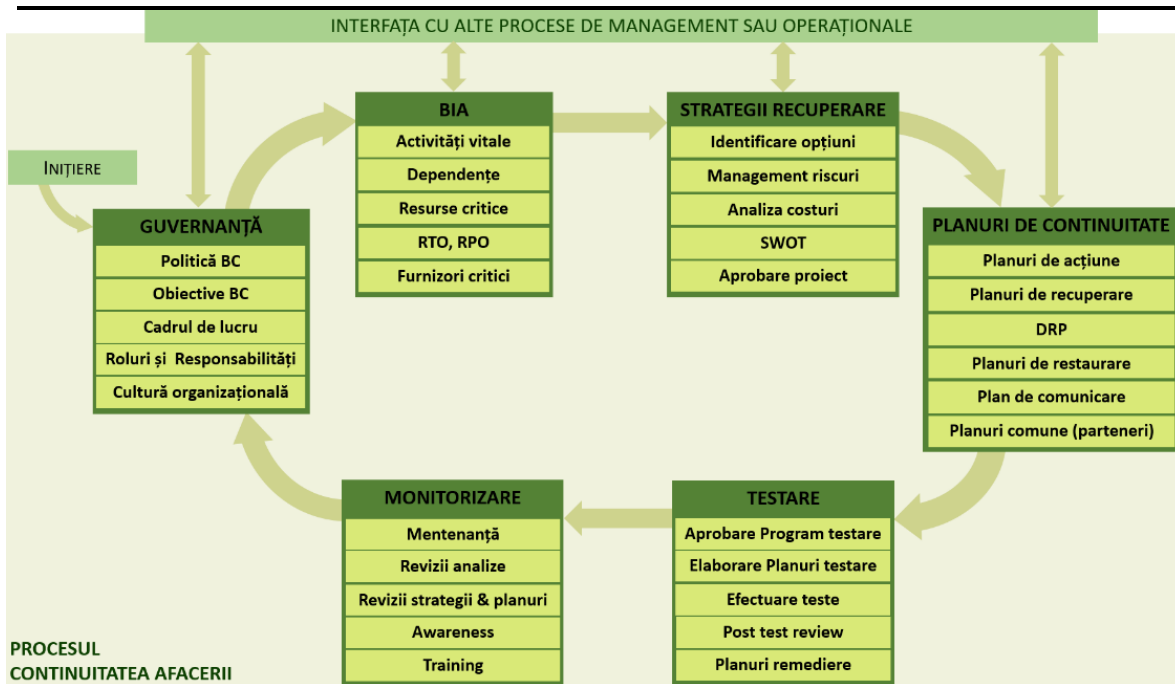 INTERFAȚA CU ALTE PROCESE DE MANAGEMENT SAU OPERAȚIONALE
INIȚIERE
GUVERNANȚĂ
Politică BC
Obiective BC
Cadrul de lucru
Roluri și Responsabilități
Cultură organizațională
BIA
Activități vitale
Dependențe
Resurse critice
RTO, RPO
Furnizori critici
STRATEGII RECUPERARE
Identificare opțiuni
Management riscuri
Analiza costuri
SWOT
Aprobare proiect
PLANURI DE CONTINUITATE
Planuri de acțiune
Planuri de recuperare
DRP
Planuri de restaurare
Plan de comunicare
Planuri comune (parteneri)
TESTARE
Aprobare Program testare
Elaborare Planuri testare
Efectuare teste
Post test review
Planuri remediere
MONITORIZARE
Mentenanță
Revizii analize
Revizii strategii & planuri
Awareness
Training
PROCESUL
CONTINUITATEA AFACERII